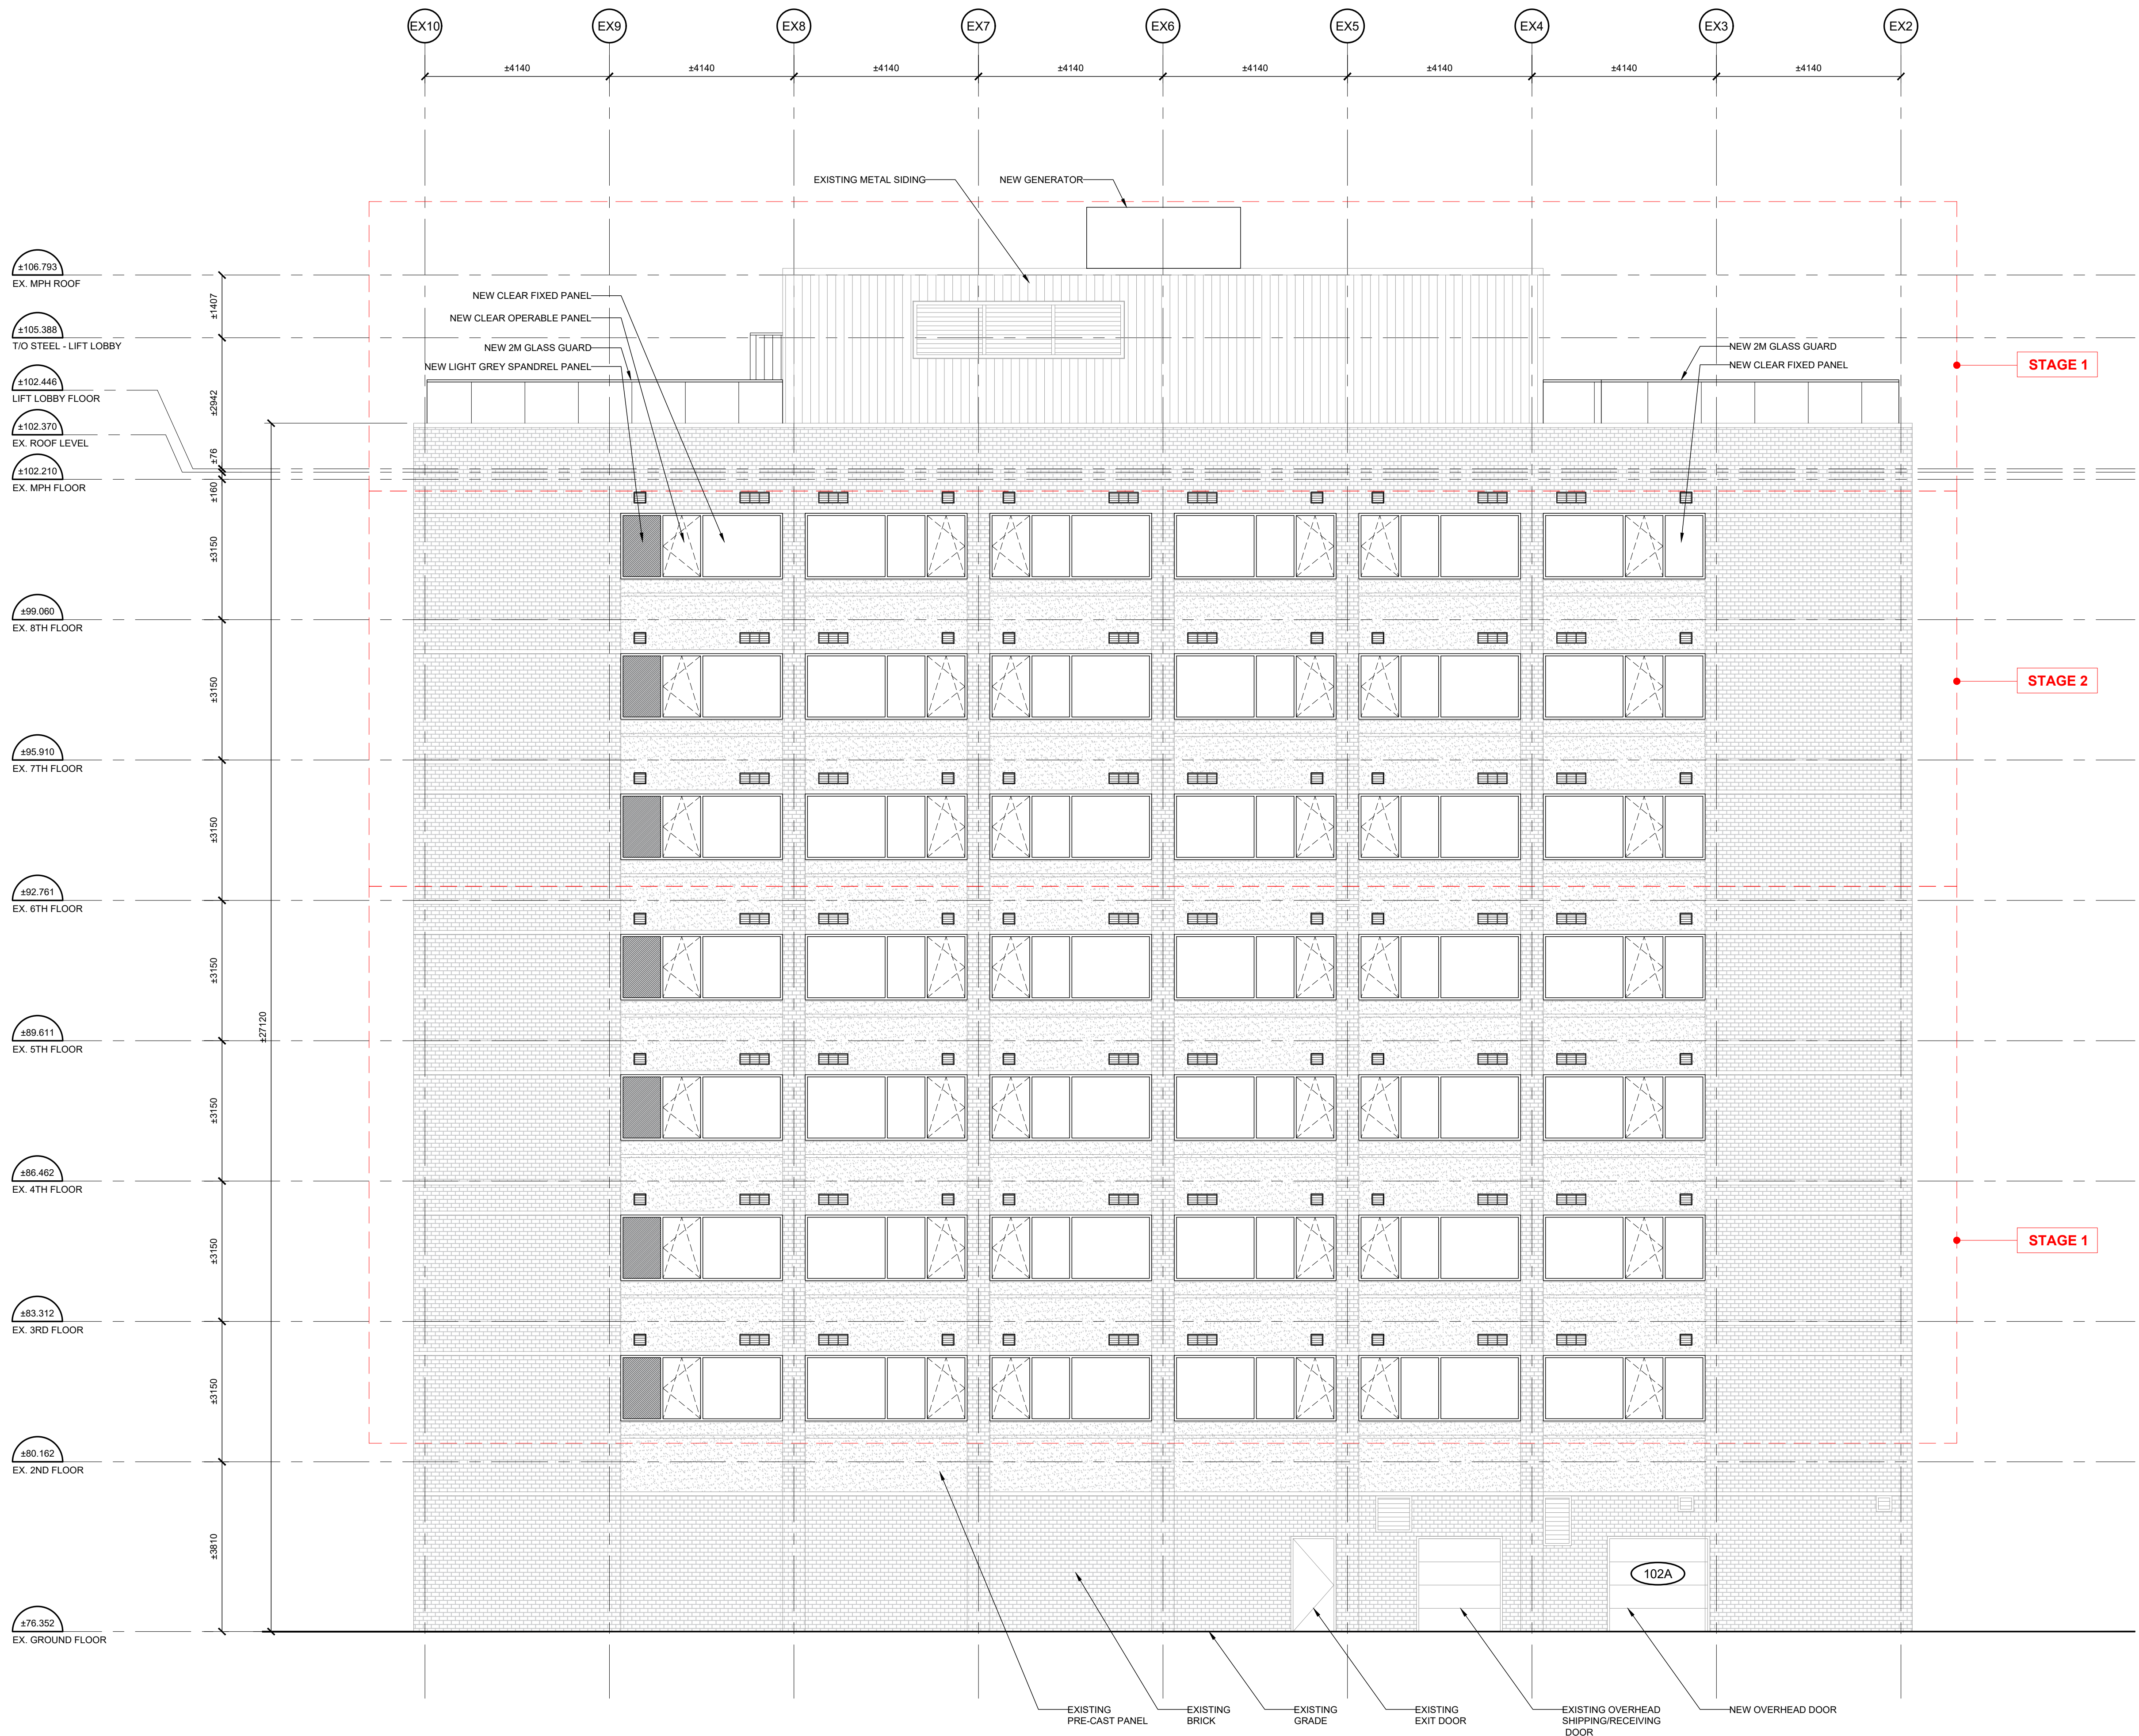 EX10
EX9
EX8
EX7
EX6
EX5
EX4
EX3
EX2
±4140
±4140
±4140
±4140
±4140
±4140
±4140
±4140
EXISTING METAL SIDING
NEW GENERATOR
±106.793
EX. MPH ROOF
±1407
NEW CLEAR FIXED PANEL
NEW CLEAR OPERABLE PANEL
±105.388
T/O STEEL - LIFT LOBBY
NEW 2M GLASS GUARD
NEW LIGHT GREY SPANDREL PANEL
NEW 2M GLASS GUARD
NEW CLEAR FIXED PANEL
STAGE 1
±102.446
LIFT LOBBY FLOOR
±2942
±102.370
EX. ROOF LEVEL
±76
±102.210
EX. MPH FLOOR
±160
±3150
±99.060
EX. 8TH FLOOR
±3150
STAGE 2
±95.910
EX. 7TH FLOOR
±3150
±92.761
EX. 6TH FLOOR
±3150
±27120
±89.611
EX. 5TH FLOOR
±3150
±86.462
EX. 4TH FLOOR
±3150
STAGE 1
±83.312
EX. 3RD FLOOR
±3150
±80.162
EX. 2ND FLOOR
±3810
102A
±76.352
EX. GROUND FLOOR
EXISTING
PRE-CAST PANEL
EXISTING
BRICK
EXISTING
GRADE
EXISTING
EXIT DOOR
EXISTING OVERHEAD
SHIPPING/RECEIVING
DOOR
NEW OVERHEAD DOOR